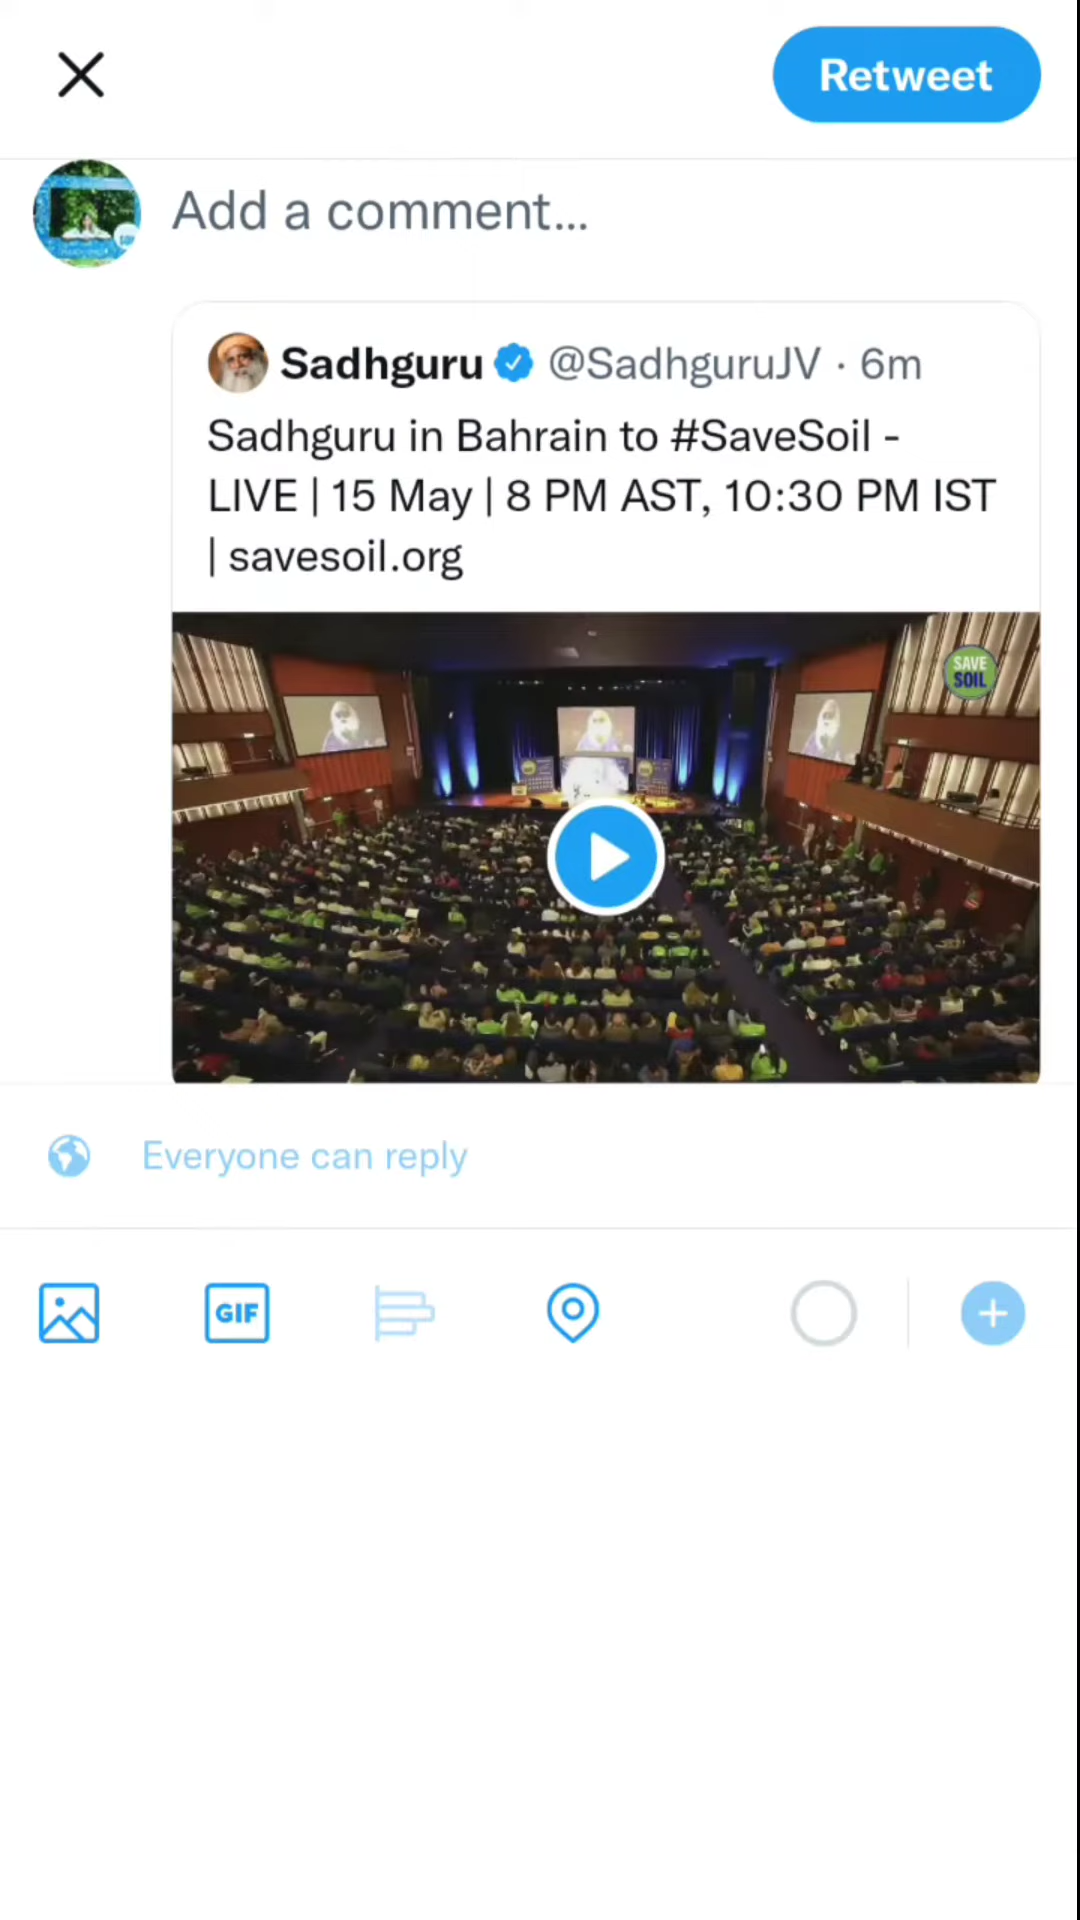 Retweet
Add a comment...
Sadhguru @SadhguruJV · 6m
Sadhguru in Bahrain to #SaveSoil -
LIVE | 15 May | 8 PM AST, 10:30 PM IST
| savesoil.org
SAVE
SOIL
Everyone can reply
GIF